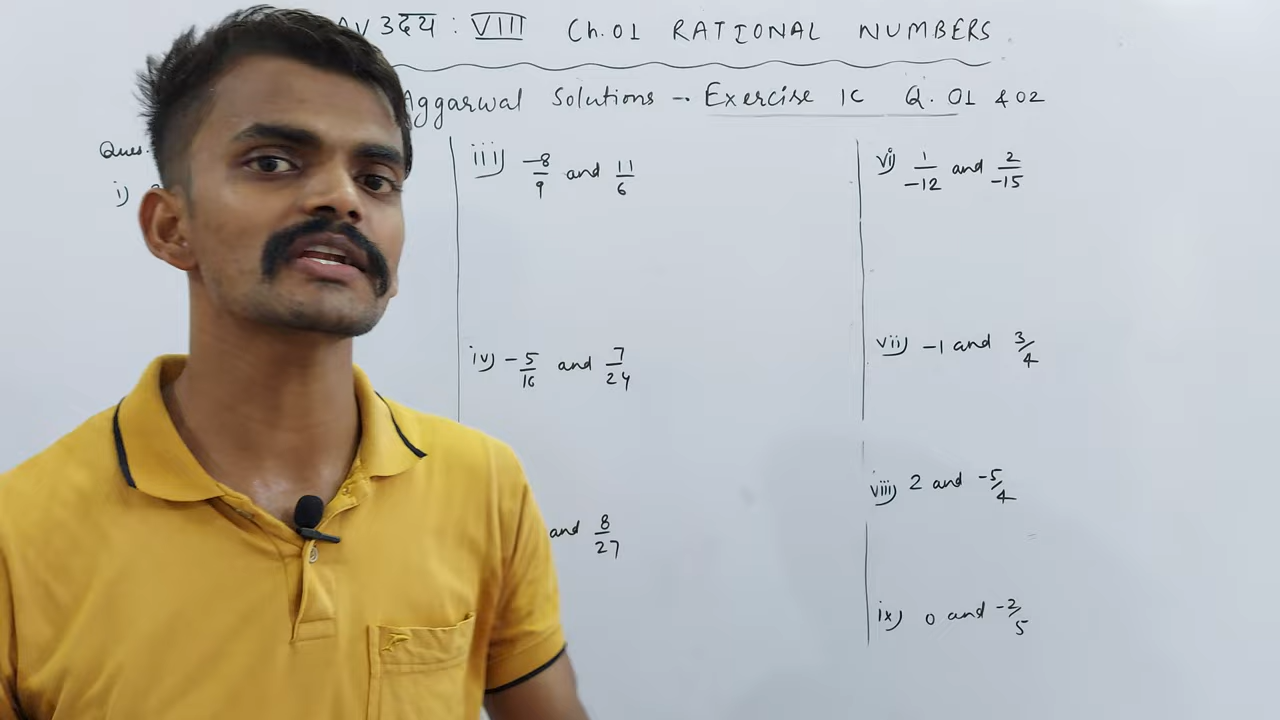 उदय : VIII Ch.01 RATIONAL NUMBERS
Aggarwal Solutions -- Exercise 1C Q. 01 & 02
Ques.
i)
iii) -8/9 and 11/6
iv) -5/16 and 7/24
and 8/27
vi) 1/-12 and 2/-15
vii) -1 and 3/4
viii) 2 and -5/4
ix) 0 and -2/5